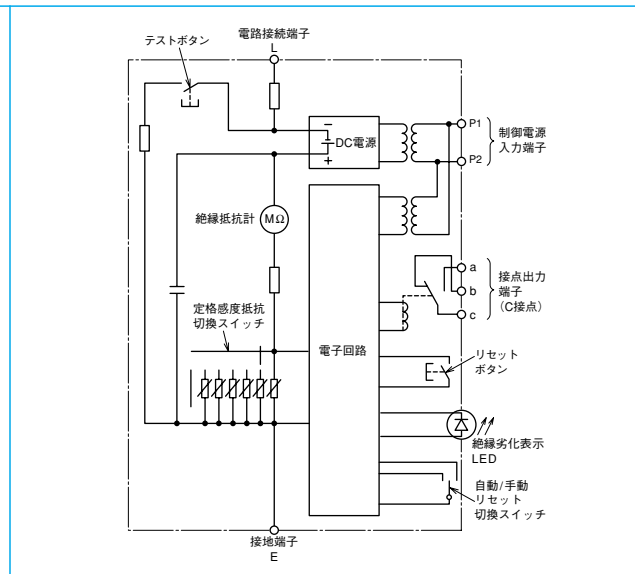 電路接続端子
L
テストボタン
P1
P2
制御電源
入力端子
−
DC電源
+
絶縁抵抗計
MΩ
a
b
c
接点出力
端子
(C接点)
定格感度抵抗
切換スイッチ
電子回路
リセット
ボタン
絶縁劣化表示
LED
自動/手動
リセット
切換スイッチ
接地端子
E